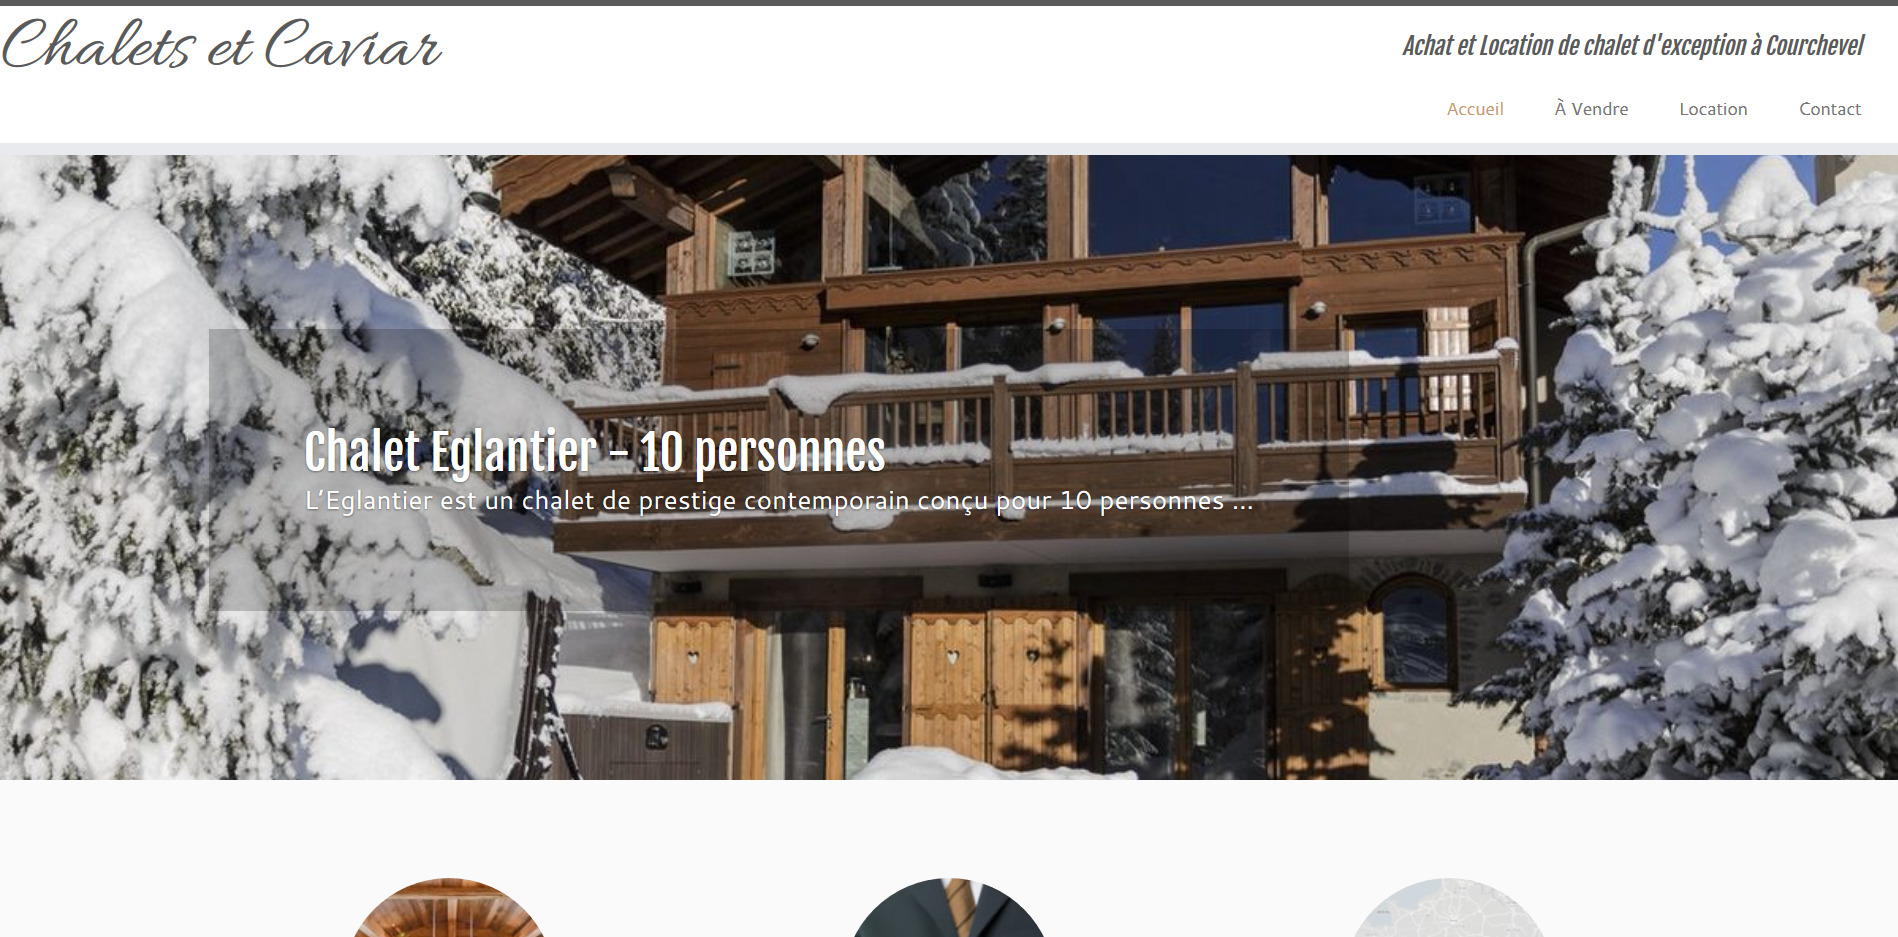 Chalets et Caviar
Achat et Location de chalet d'exception à Courchevel
Accueil À Vendre Location Contact
Chalet Eglantier – 10 personnes
L’Eglantier est un chalet de prestige contemporain conçu pour 10 personnes ...